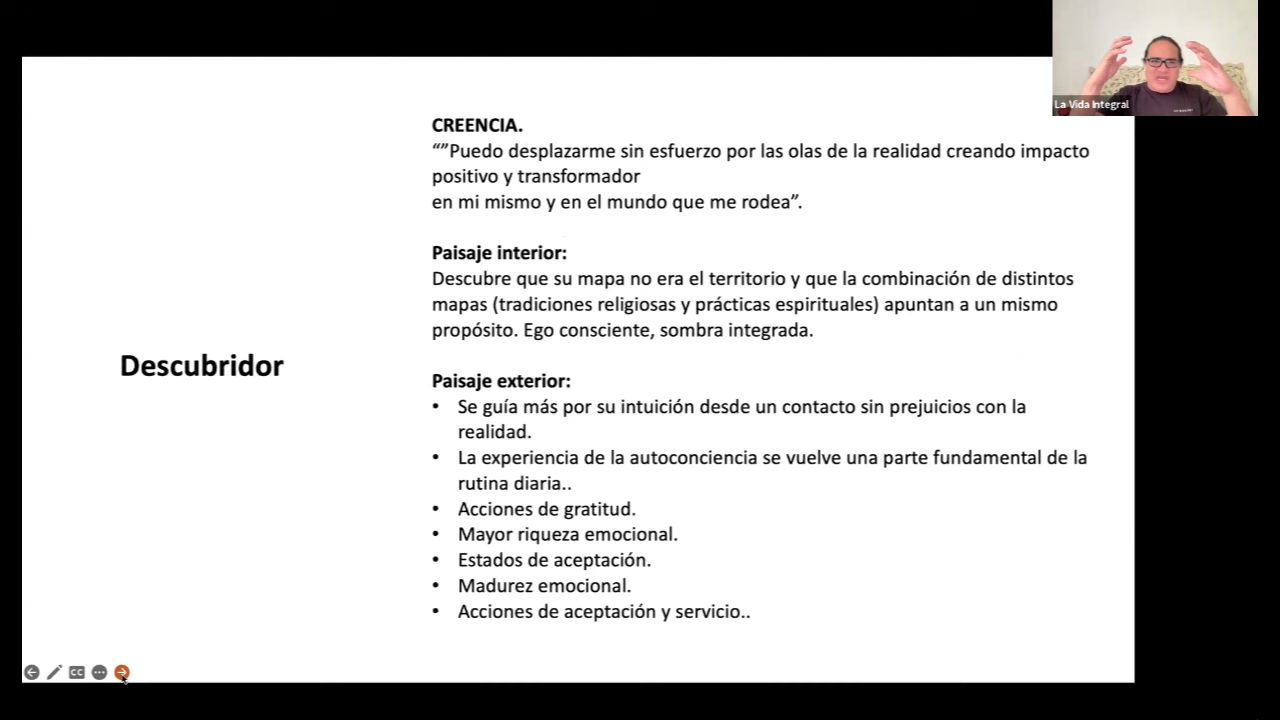 La Vida Integral
CREENCIA.
“”Puedo desplazarme sin esfuerzo por las olas de la realidad creando impacto
positivo y transformador
en mi mismo y en el mundo que me rodea”.
Paisaje interior:
Descubre que su mapa no era el territorio y que la combinación de distintos
mapas (tradiciones religiosas y prácticas espirituales) apuntan a un mismo
propósito. Ego consciente, sombra integrada.
Descubridor
Paisaje exterior:
• Se guía más por su intuición desde un contacto sin prejuicios con la
realidad.
• La experiencia de la autoconciencia se vuelve una parte fundamental de la
rutina diaria..
• Acciones de gratitud.
• Mayor riqueza emocional.
• Estados de aceptación.
• Madurez emocional.
• Acciones de aceptación y servicio..
CC